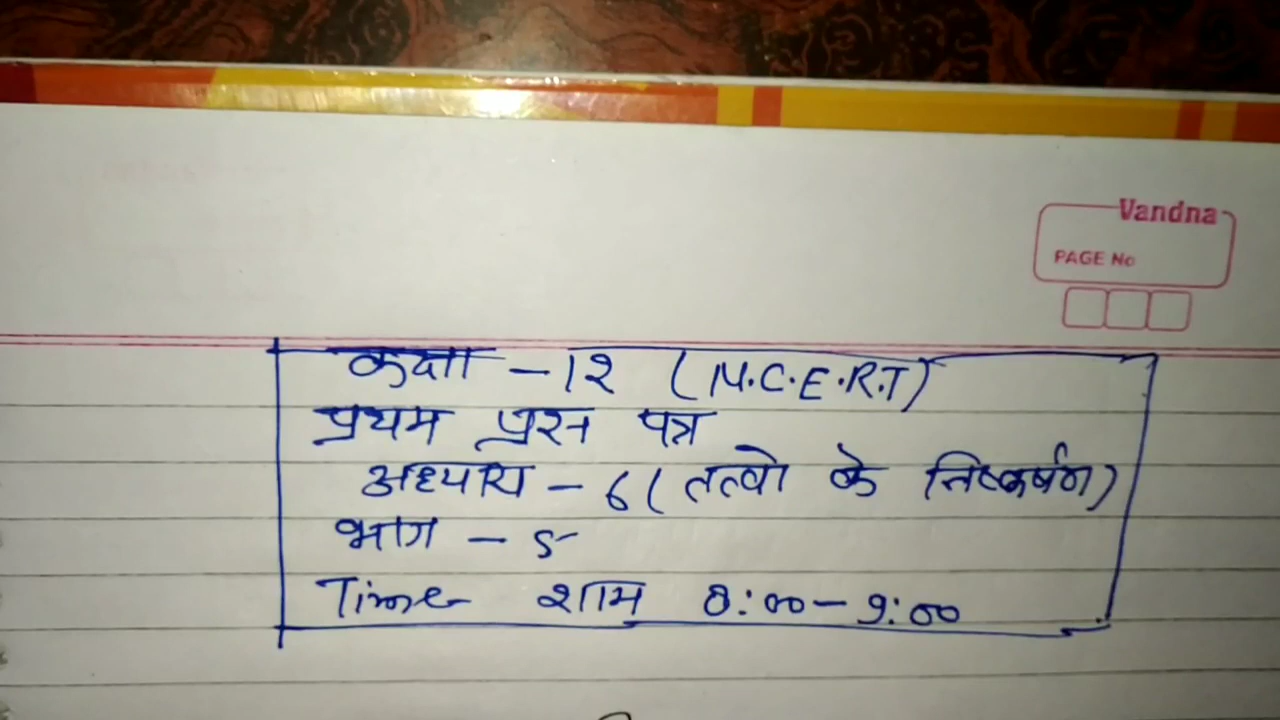 Vandna
PAGE No
कक्षा - 12 (N.C.E.R.T)
प्रथम प्रश्न पत्र
अध्याय - 6 (तत्वो के निष्कर्षण)
भाग - 5
Time शाम 8:00 - 9:00